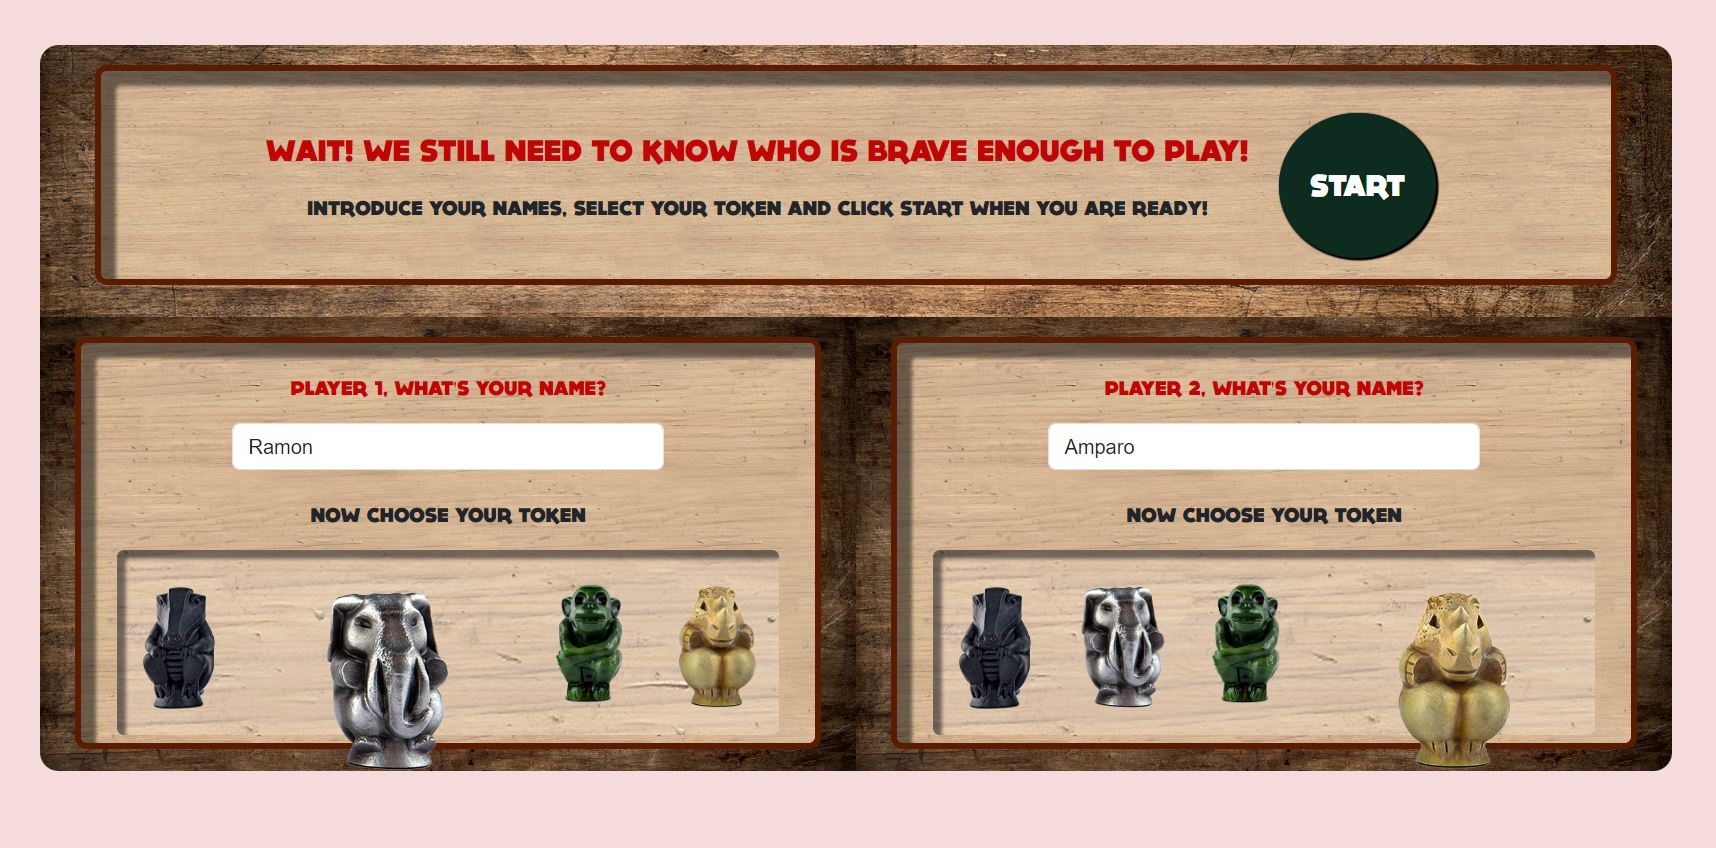 WAIT! WE STILL NEED TO KNOW WHO IS BRAVE ENOUGH TO PLAY!
INTRODUCE YOUR NAMES, SELECT YOUR TOKEN AND CLICK START WHEN YOU ARE READY!
START
PLAYER 1, WHAT'S YOUR NAME?
Ramon
NOW CHOOSE YOUR TOKEN
PLAYER 2, WHAT'S YOUR NAME?
Amparo
NOW CHOOSE YOUR TOKEN